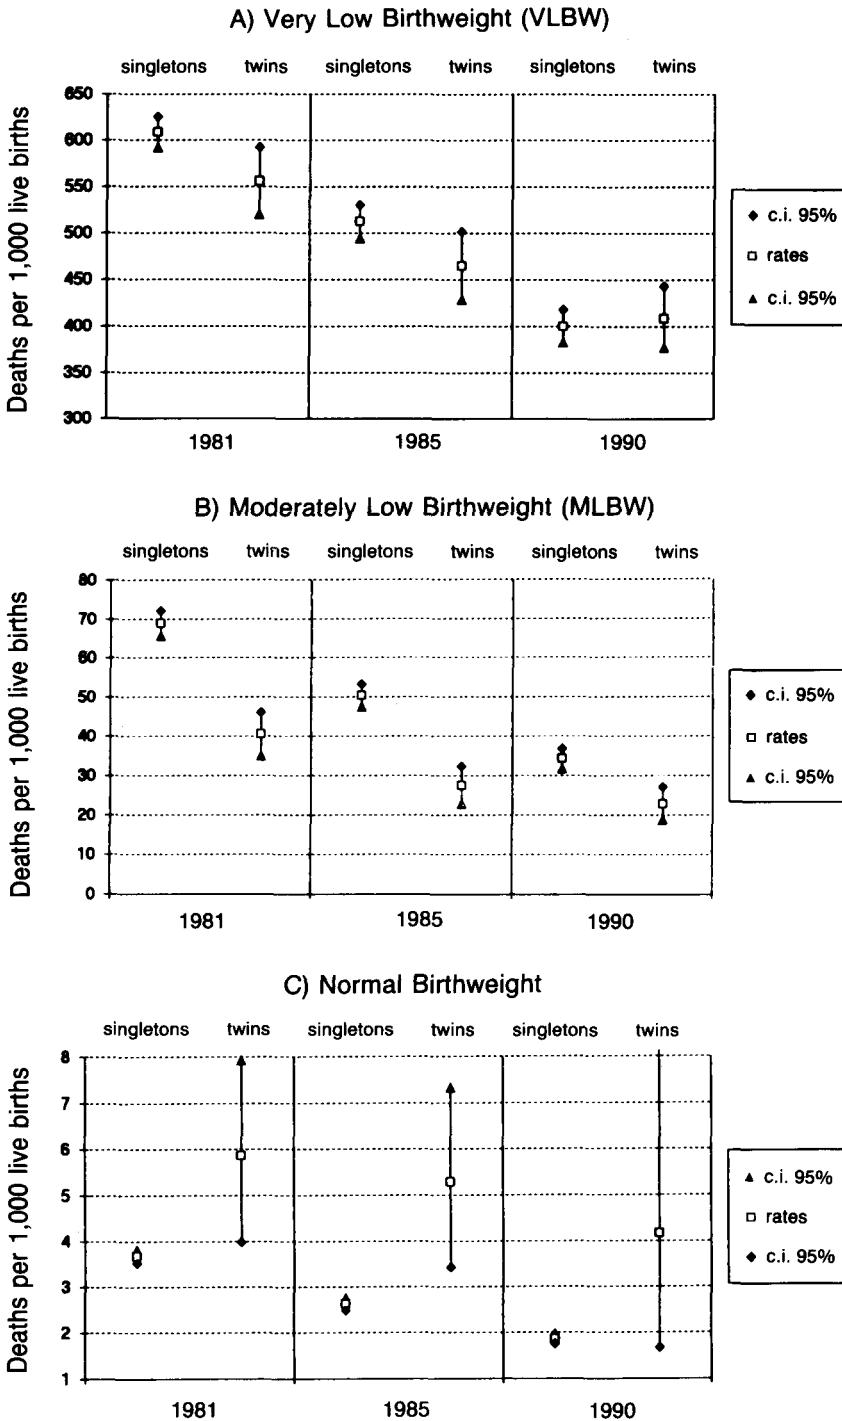 A) Very Low Birthweight (VLBW)
singletons twins singletons twins singletons twins
Deaths per 1,000 live births
650
600
550
500
450
400
350
300
1981 1985 1990
c.i. 95%
rates
c.i. 95%
B) Moderately Low Birthweight (MLBW)
singletons twins singletons twins singletons twins
Deaths per 1,000 live births
80
70
60
50
40
30
20
10
0
1981 1985 1990
c.i. 95%
rates
c.i. 95%
C) Normal Birthweight
singletons twins singletons twins singletons twins
Deaths per 1,000 live births
8
7
6
5
4
3
2
1
1981 1985 1990
c.i. 95%
rates
c.i. 95%